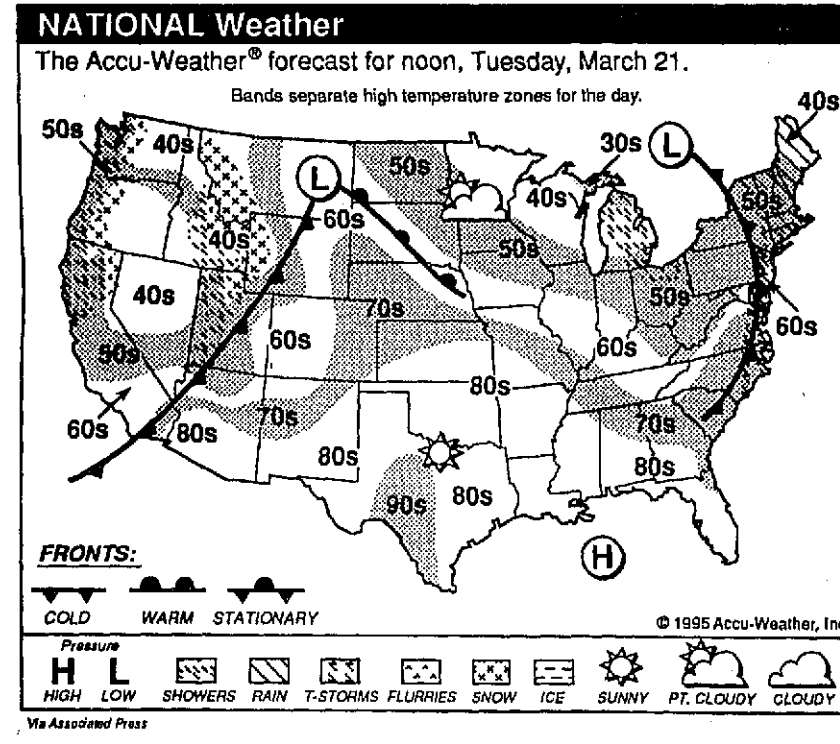 NATIONAL Weather
The Accu-Weather® forecast for noon, Tuesday, March 21.
Bands separate high temperature zones for the day.
40s
50s
40s
30s
L
L
50s
40s
50s
60s
40s
50s
40s
50s
70s
60s
60s
60s
50s
80s
60s
70s
70s
80s
80s
80s
90s
80s
H
FRONTS:
COLD WARM STATIONARY
© 1995 Accu-Weather, Inc
Pressure
H L
HIGH LOW SHOWERS RAIN T-STORMS FLURRIES SNOW ICE SUNNY PT. CLOUDY CLOUDY
Via Associated Press